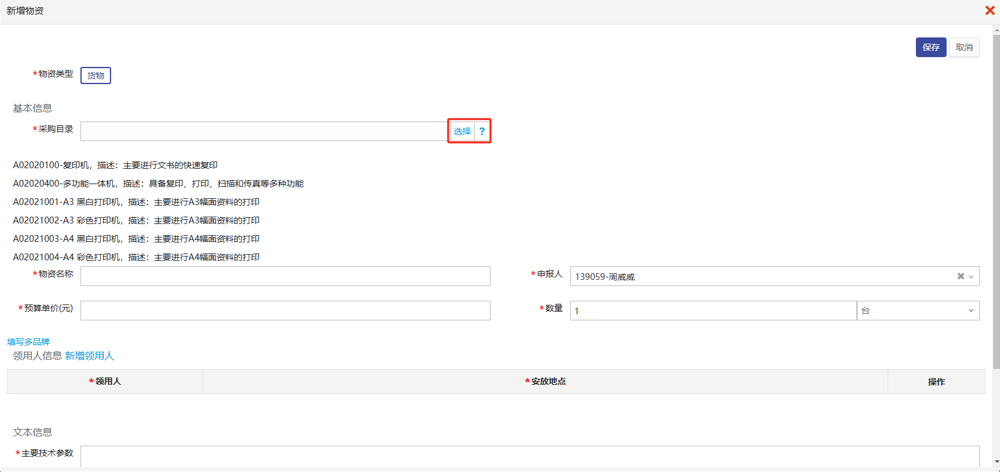 新增物资
保存 取消
*物资类型 货物
基本信息
*采购目录 选择 ?
A02020100-复印机，描述：主要进行文书的快速复印
A02020400-多功能一体机，描述：具备复印、打印、扫描和传真等多种功能
A02021001-A3 黑白打印机，描述：主要进行A3幅面资料的打印
A02021002-A3 彩色打印机，描述：主要进行A3幅面资料的打印
A02021003-A4 黑白打印机，描述：主要进行A4幅面资料的打印
A02021004-A4 彩色打印机，描述：主要进行A4幅面资料的打印
*物资名称 *申报人 139059-周威威
*预算单价(元) *数量 1 台
填写多品牌
领用人信息 新增领用人
*领用人 *安放地点 操作
文本信息
*主要技术参数